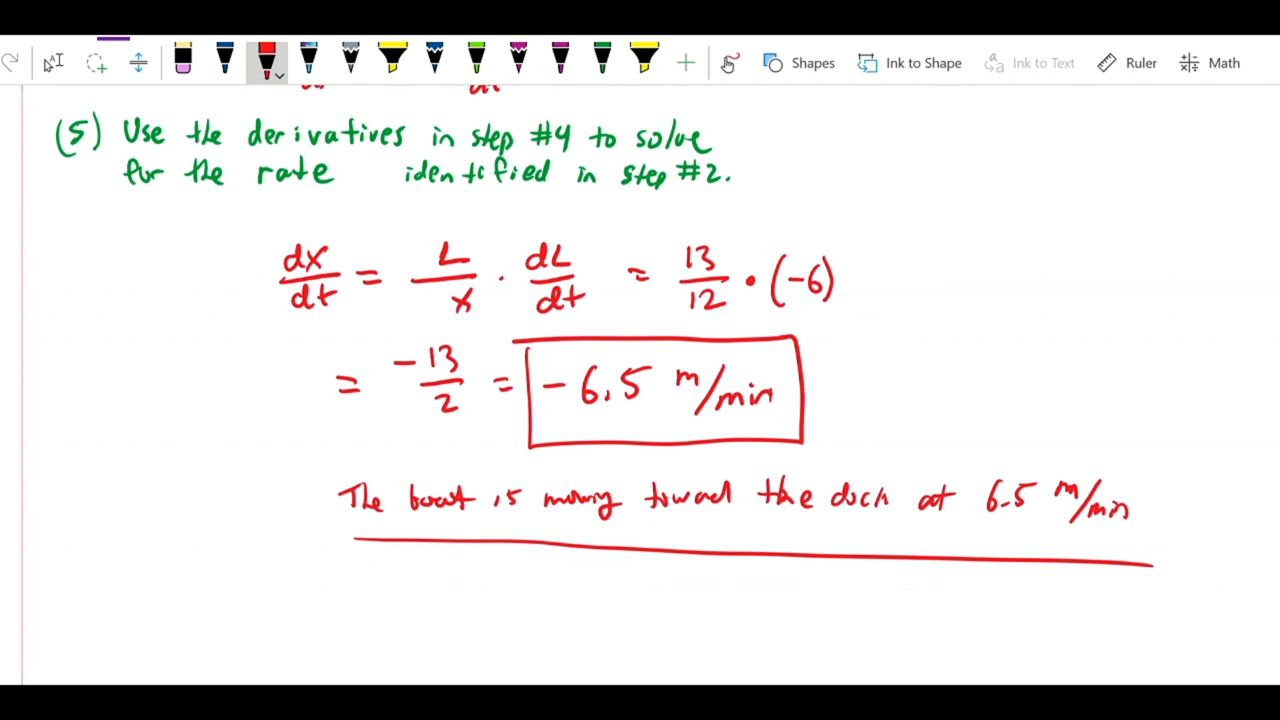 Shapes Ink to Shape Ink to Text Ruler Math
(5) Use the derivatives in step #4 to solve
for the rate identified in step #2.
dx/dt = L/x · dL/dt = 13/12 • (-6)
= -13/2 = -6.5 m/min
The boat is moving toward the dock at 6.5 m/min